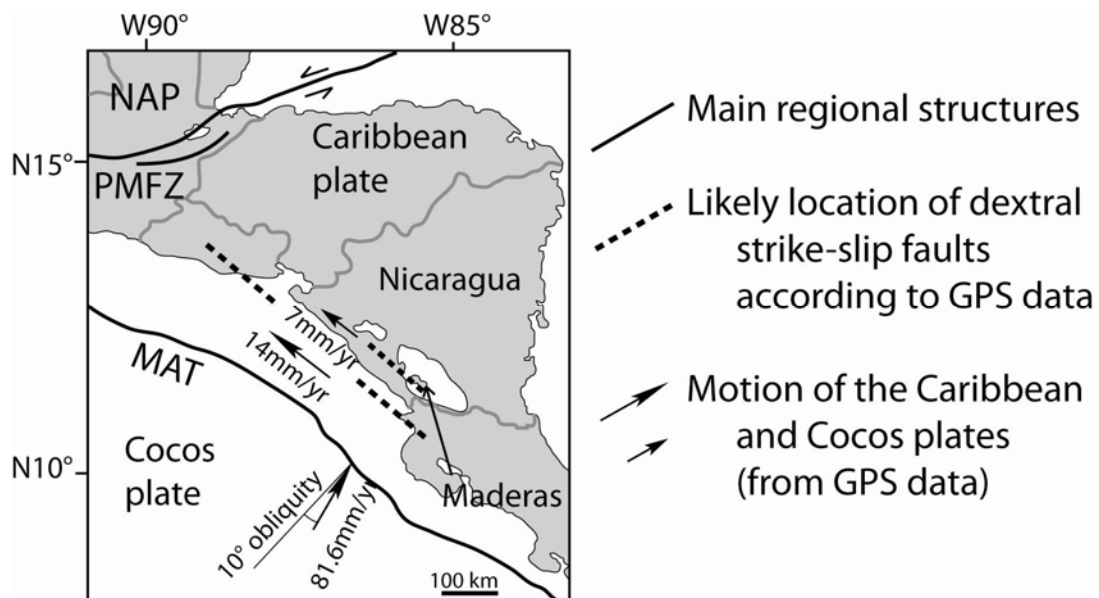 W90° W85°
NAP
Caribbean
plate
N15°
PMFZ
Nicaragua
7mm/yr
14mm/yr
MAT
N10°
Cocos
plate
Maderas
10° obliquity
81.6mm/yr
100 km
Main regional structures
Likely location of dextral
strike-slip faults
according to GPS data
Motion of the Caribbean
and Cocos plates
(from GPS data)